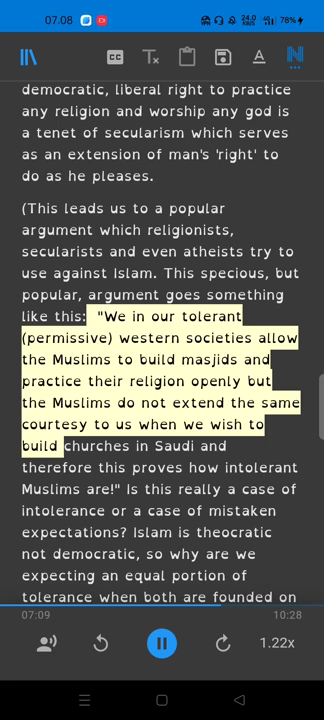 07.08
24.0
KB/S
4G
78%
CC
democratic, liberal right to practice
any religion and worship any god is
a tenet of secularism which serves
as an extension of man's 'right' to
do as he pleases.
(This leads us to a popular
argument which religionists,
secularists and even atheists try to
use against Islam. This specious, but
popular, argument goes something
like this: "We in our tolerant
(permissive) western societies allow
the Muslims to build masjids and
practice their religion openly but
the Muslims do not extend the same
courtesy to us when we wish to
build churches in Saudi and
therefore this proves how intolerant
Muslims are!" Is this really a case of
intolerance or a case of mistaken
expectations? Islam is theocratic
not democratic, so why are we
expecting an equal portion of
tolerance when both are founded on
07:09
10:28
1.22x